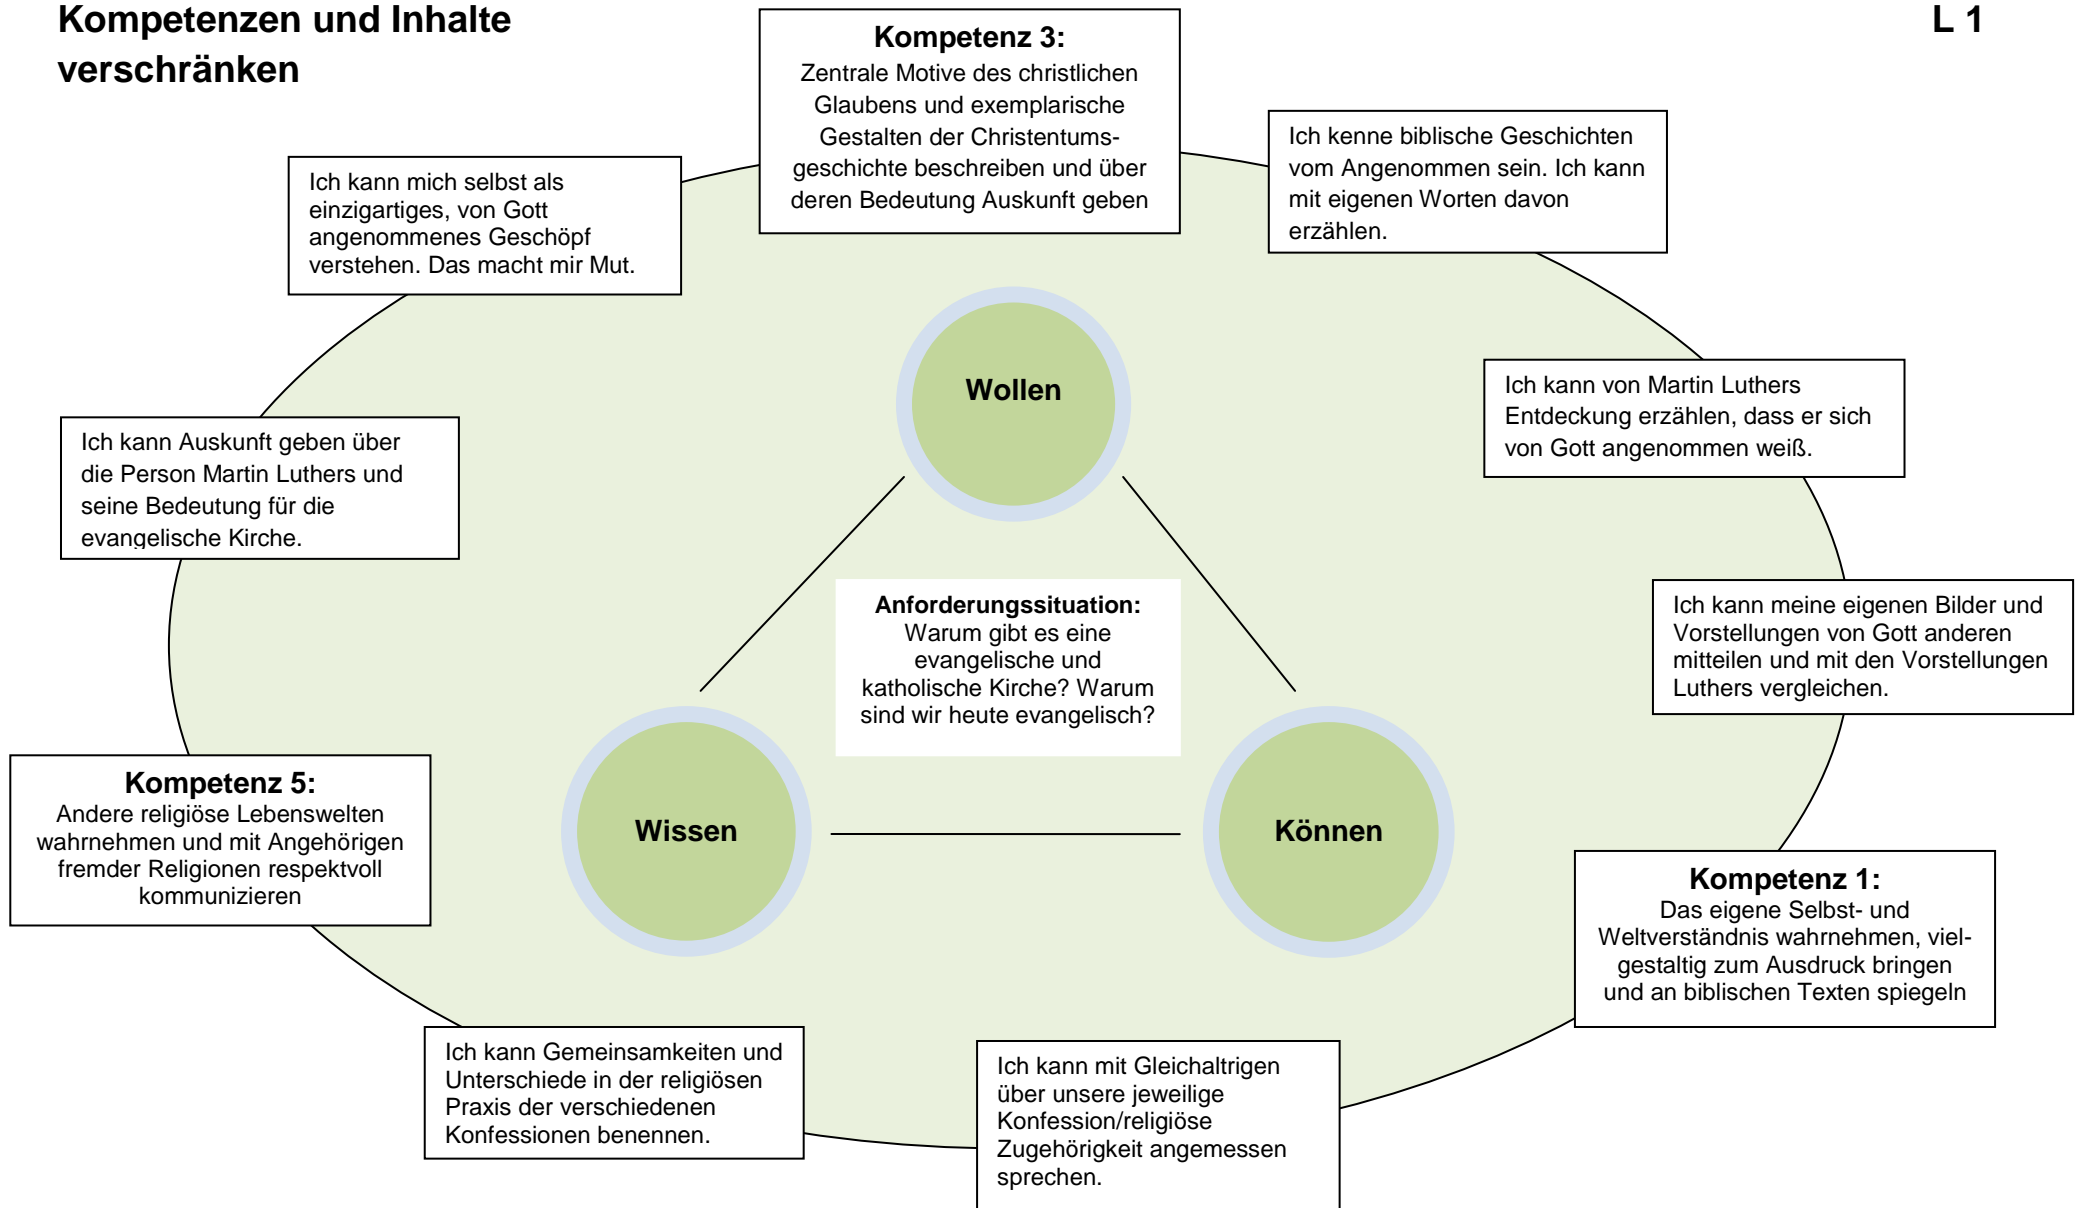 Kompetenzen und Inhalte
verschränken
L 1
Kompetenz 3:
Zentrale Motive des christlichen
Glaubens und exemplarische
Gestalten der Christentums-
geschichte beschreiben und über
deren Bedeutung Auskunft geben
Ich kenne biblische Geschichten
vom Angenommen sein. Ich kann
mit eigenen Worten davon
erzählen.
Ich kann mich selbst als
einzigartiges, von Gott
angenommenes Geschöpf
verstehen. Das macht mir Mut.
Wollen
Ich kann von Martin Luthers
Entdeckung erzählen, dass er sich
von Gott angenommen weiß.
Ich kann Auskunft geben über
die Person Martin Luthers und
seine Bedeutung für die
evangelische Kirche.
Anforderungssituation:
Warum gibt es eine
evangelische und
katholische Kirche? Warum
sind wir heute evangelisch?
Ich kann meine eigenen Bilder und
Vorstellungen von Gott anderen
mitteilen und mit den Vorstellungen
Luthers vergleichen.
Kompetenz 5:
Andere religiöse Lebenswelten
wahrnehmen und mit Angehörigen
fremder Religionen respektvoll
kommunizieren
Wissen
Können
Kompetenz 1:
Das eigene Selbst- und
Weltverständnis wahrnehmen, viel-
gestaltig zum Ausdruck bringen
und an biblischen Texten spiegeln
Ich kann Gemeinsamkeiten und
Unterschiede in der religiösen
Praxis der verschiedenen
Konfessionen benennen.
Ich kann mit Gleichaltrigen
über unsere jeweilige
Konfession/religiöse
Zugehörigkeit angemessen
sprechen.